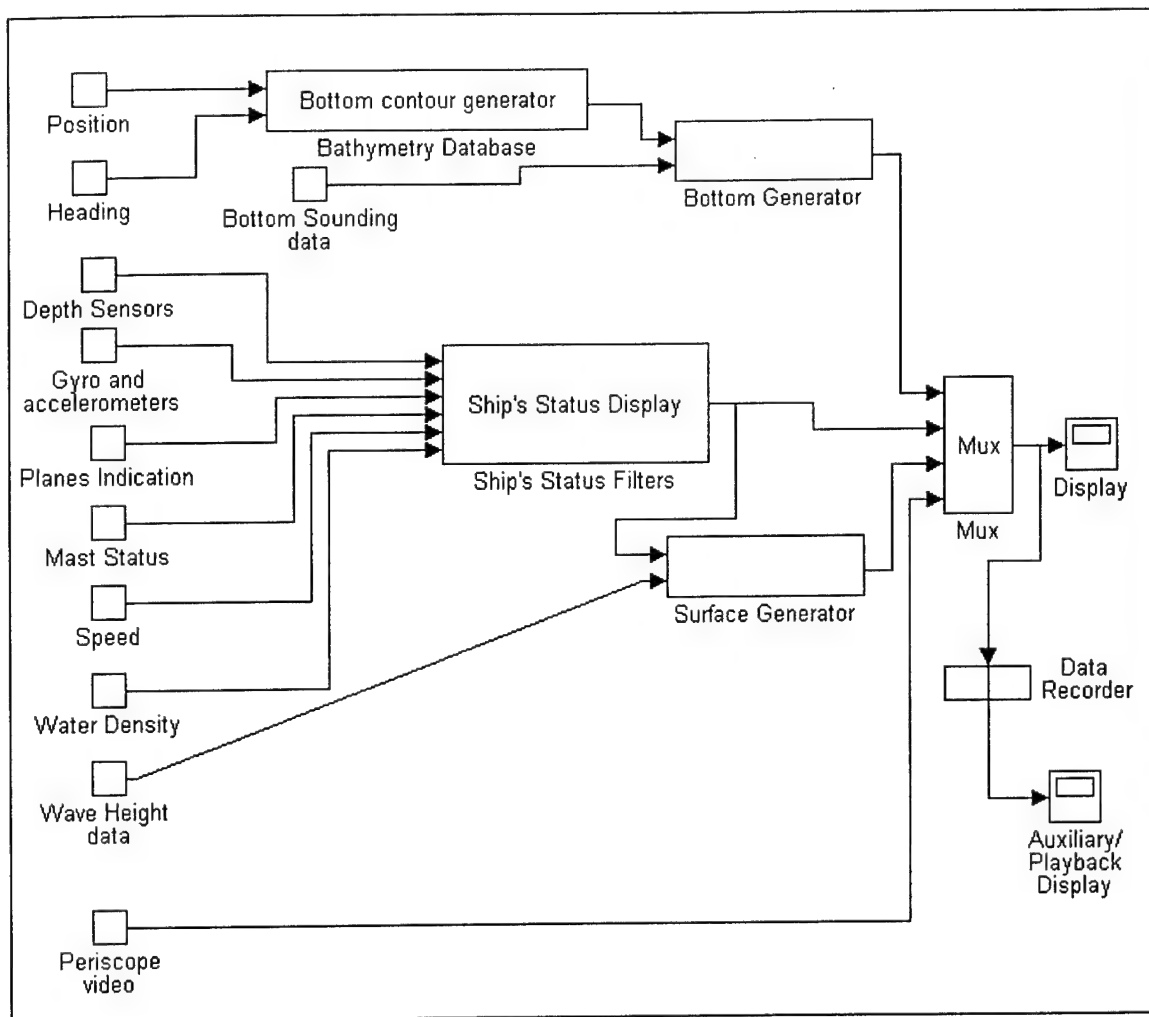 Position
Bottom contour generator
Bathymetry Database
Heading
Bottom Sounding
data
Bottom Generator
Depth Sensors
Gyro and
accelerometers
Planes Indication
Mast Status
Speed
Water Density
Wave Height
data
Periscope
video
Ship's Status Display
Ship's Status Filters
Surface Generator
Mux
Mux
Display
Data
Recorder
Auxiliary/
Playback
Display